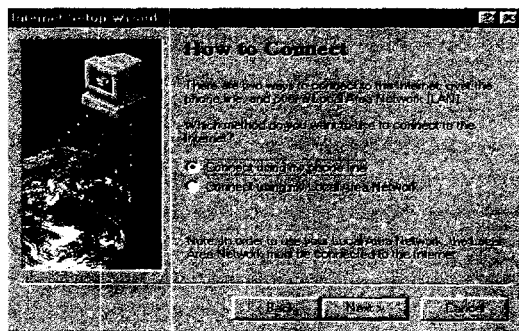 Internet Setup Wizard
How to Connect
There are two ways to connect to the Internet: over the
phone line, and over a Local Area Network (LAN).
Which method do you want to use to connect to the
Internet?
Connect using my phone line
Connect using my Local Area Network
Note: In order to use your Local Area Network, the Local
Area Network must be connected to the Internet.
Back
Next